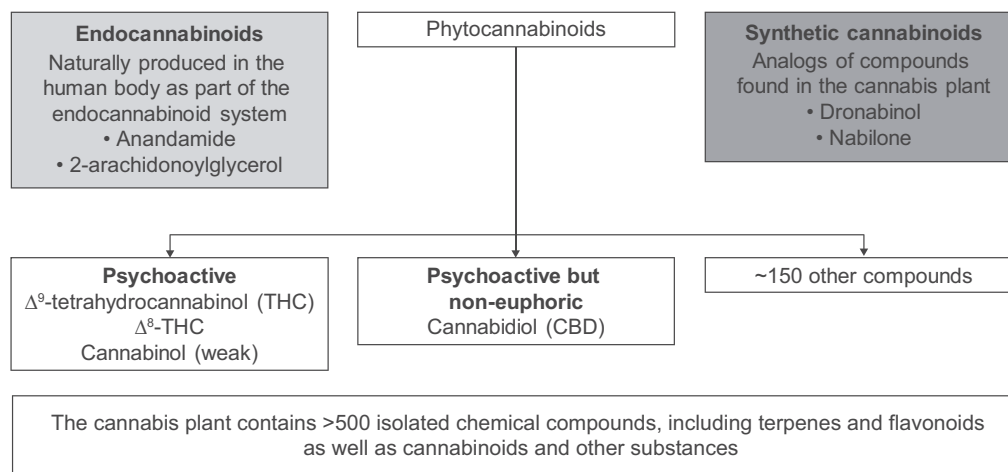 Endocannabinoids
Naturally produced in the
human body as part of the
endocannabinoid system
• Anandamide
• 2-arachidonoylglycerol
Phytocannabinoids
Synthetic cannabinoids
Analogs of compounds
found in the cannabis plant
• Dronabinol
• Nabilone
Psychoactive
Δ⁹-tetrahydrocannabinol (THC)
Δ⁸-THC
Cannabinol (weak)
Psychoactive but
non-euphoric
Cannabidiol (CBD)
~150 other compounds
The cannabis plant contains >500 isolated chemical compounds, including terpenes and flavonoids
as well as cannabinoids and other substances